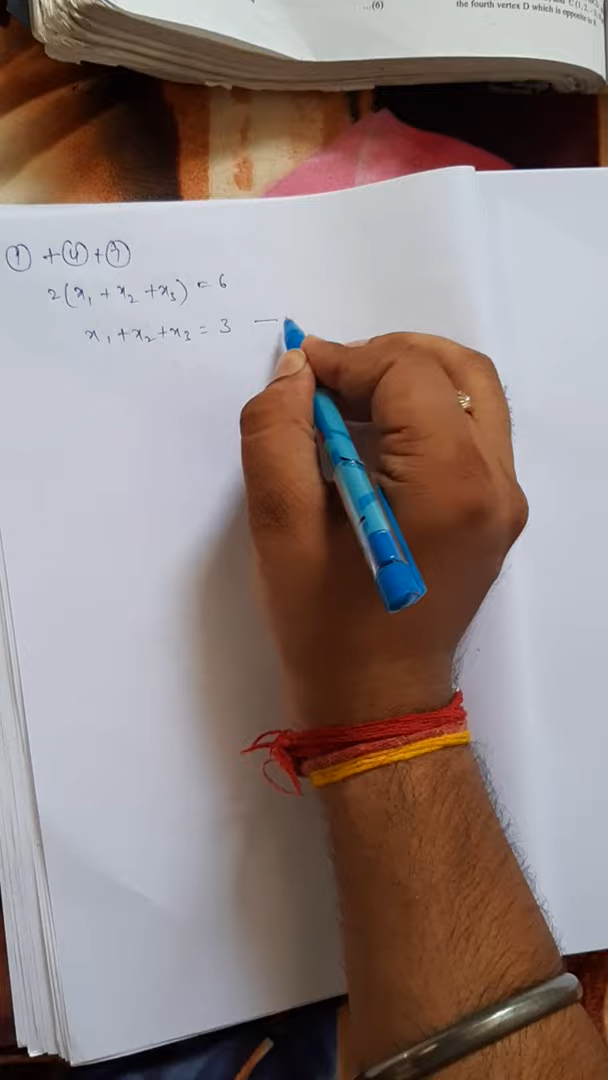 ...(6)
the fourth vertex D which is opposite to
① + ④ + ⑦
2(x₁ + x₂ + x₃) = 6
x₁ + x₂ + x₃ = 3 —